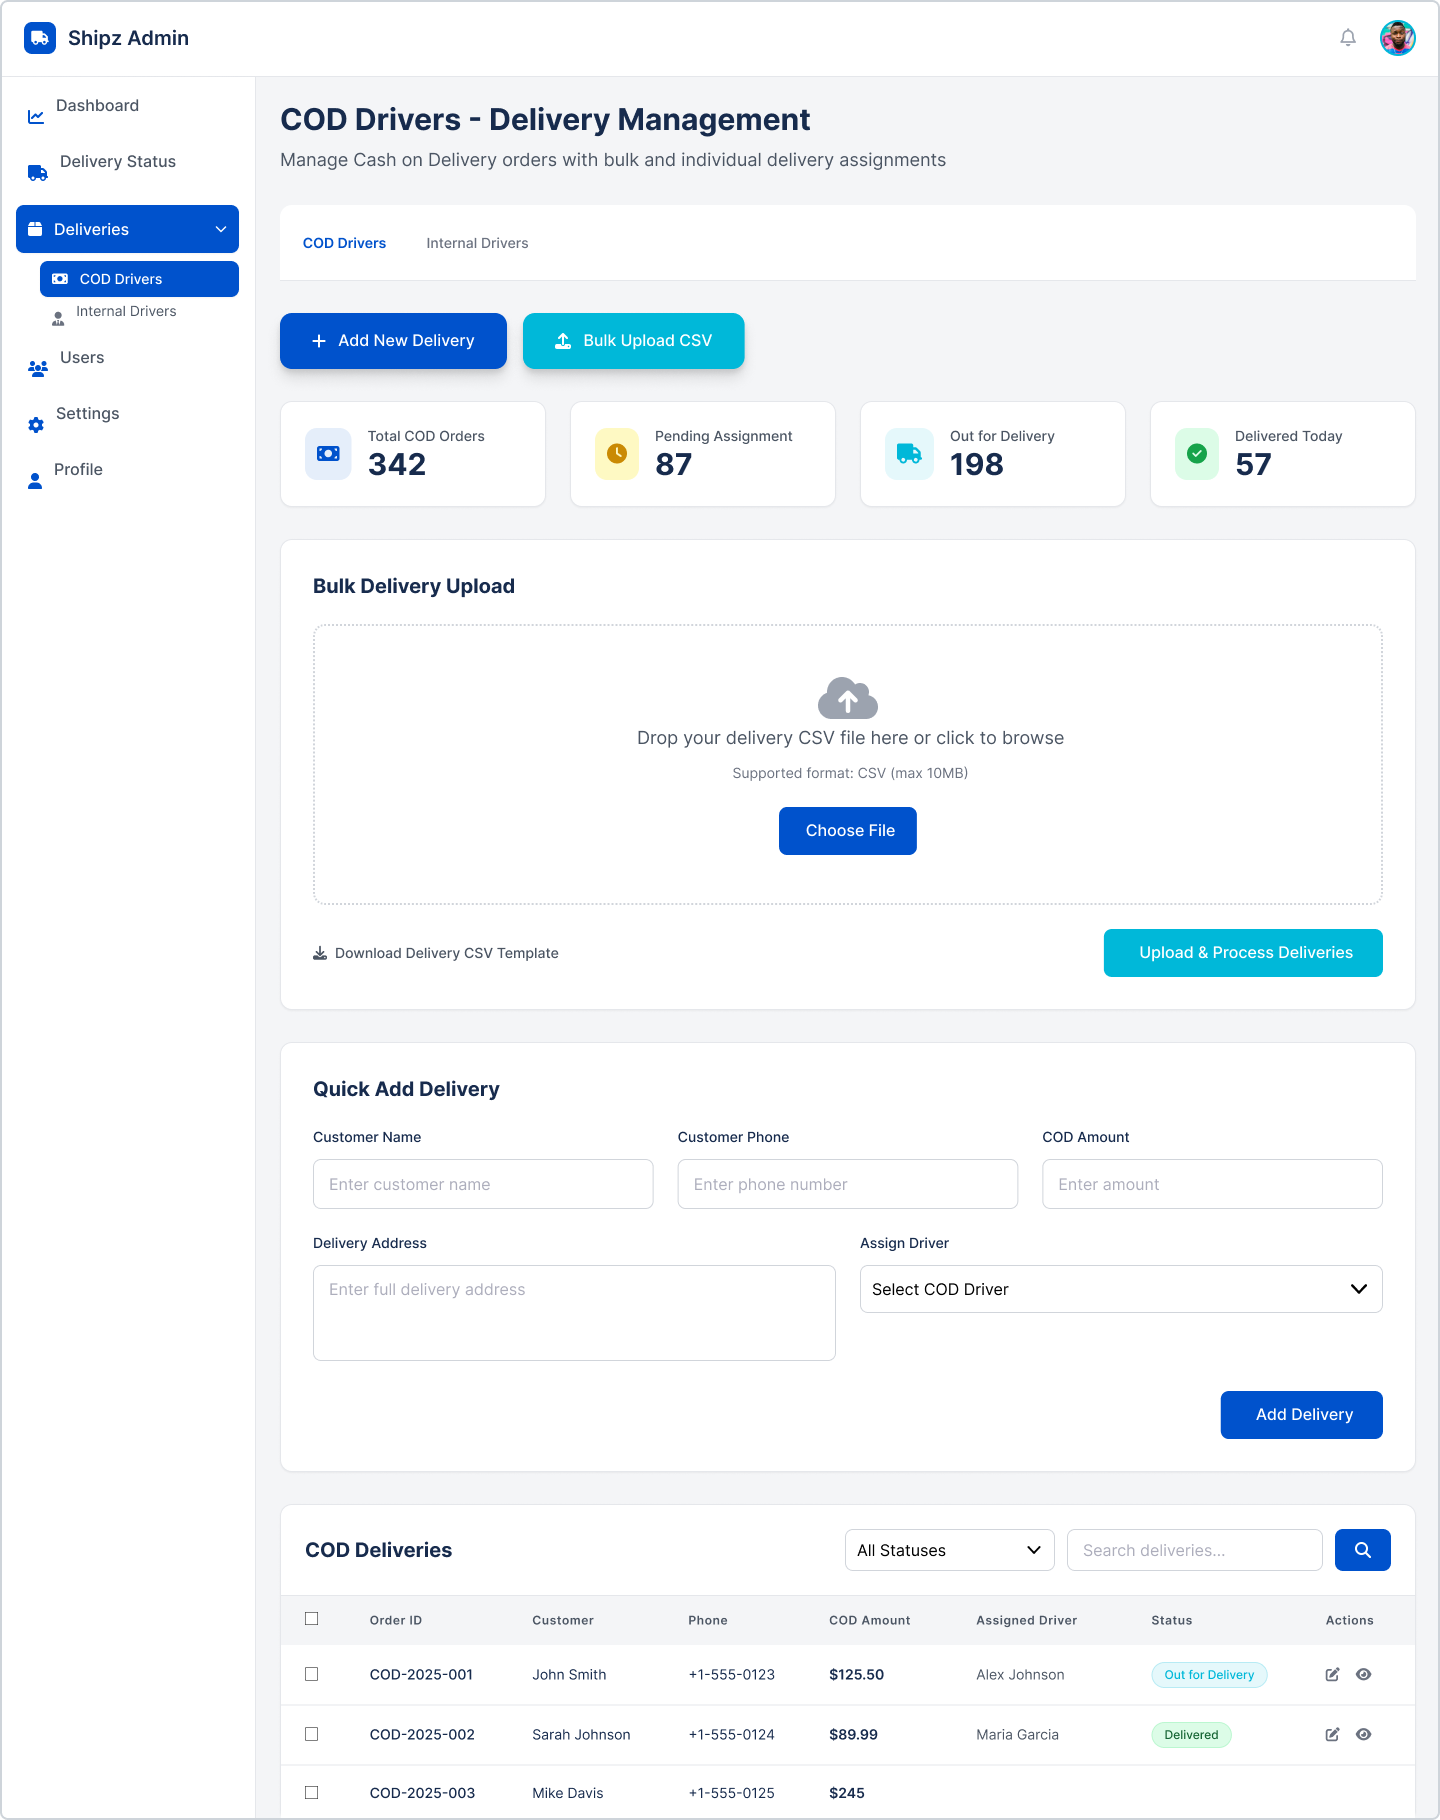 Shipz Admin
Dashboard
Delivery Status
Deliveries
COD Drivers
Internal Drivers
Users
Settings
Profile
COD Drivers - Delivery Management
Manage Cash on Delivery orders with bulk and individual delivery assignments
COD Drivers Internal Drivers
Add New Delivery Bulk Upload CSV
Total COD Orders
342
Pending Assignment
87
Out for Delivery
198
Delivered Today
57
Bulk Delivery Upload
Drop your delivery CSV file here or click to browse
Supported format: CSV (max 10MB)
Choose File
Download Delivery CSV Template
Upload & Process Deliveries
Quick Add Delivery
Customer Name
Enter customer name
Customer Phone
Enter phone number
COD Amount
Enter amount
Delivery Address
Enter full delivery address
Assign Driver
Select COD Driver
Add Delivery
COD Deliveries
All Statuses
Search deliveries...
Order ID Customer Phone COD Amount Assigned Driver Status Actions
COD-2025-001 John Smith +1-555-0123 $125.50 Alex Johnson Out for Delivery
COD-2025-002 Sarah Johnson +1-555-0124 $89.99 Maria Garcia Delivered
COD-2025-003 Mike Davis +1-555-0125 $245